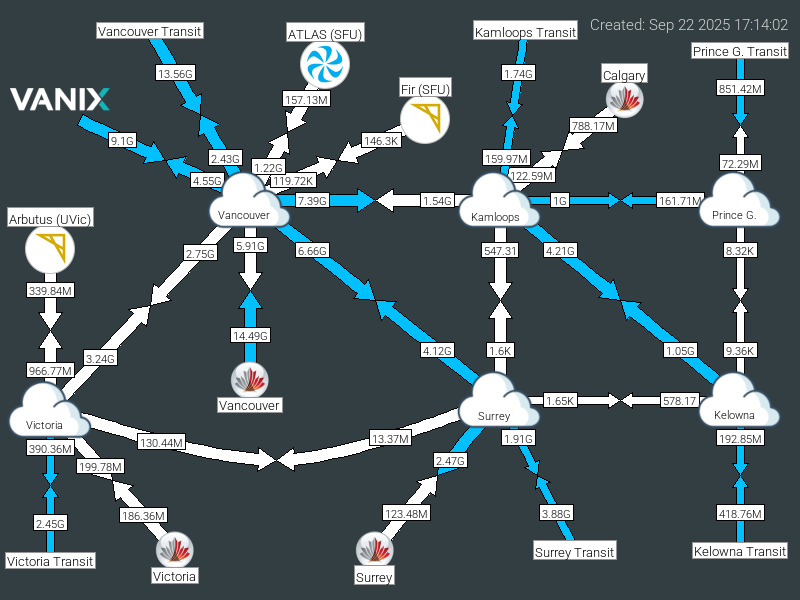 Created: Sep 22 2025 17:14:02
Vancouver Transit
ATLAS (SFU)
Kamloops Transit
Prince G. Transit
13.56G
1.74G
Calgary
851.42M
VANIX
157.13M
Fir (SFU)
788.17M
9.1G
146.3K
2.43G
1.22G
159.97M
72.29M
4.55G
119.72K
122.59M
7.39G
1.54G
1G
161.71M
Vancouver
Kamloops
Prince G.
Arbutus (UVic)
2.75G
5.91G
6.66G
547.31
4.21G
8.32K
339.84M
14.49G
3.24G
4.12G
1.6K
1.05G
9.36K
966.77M
Vancouver
1.65K
578.17
Victoria
Surrey
Kelowna
390.36M
130.44M
13.37M
1.91G
192.85M
199.78M
2.47G
2.45G
186.36M
123.48M
3.88G
418.76M
Victoria Transit
Victoria
Surrey
Surrey Transit
Kelowna Transit